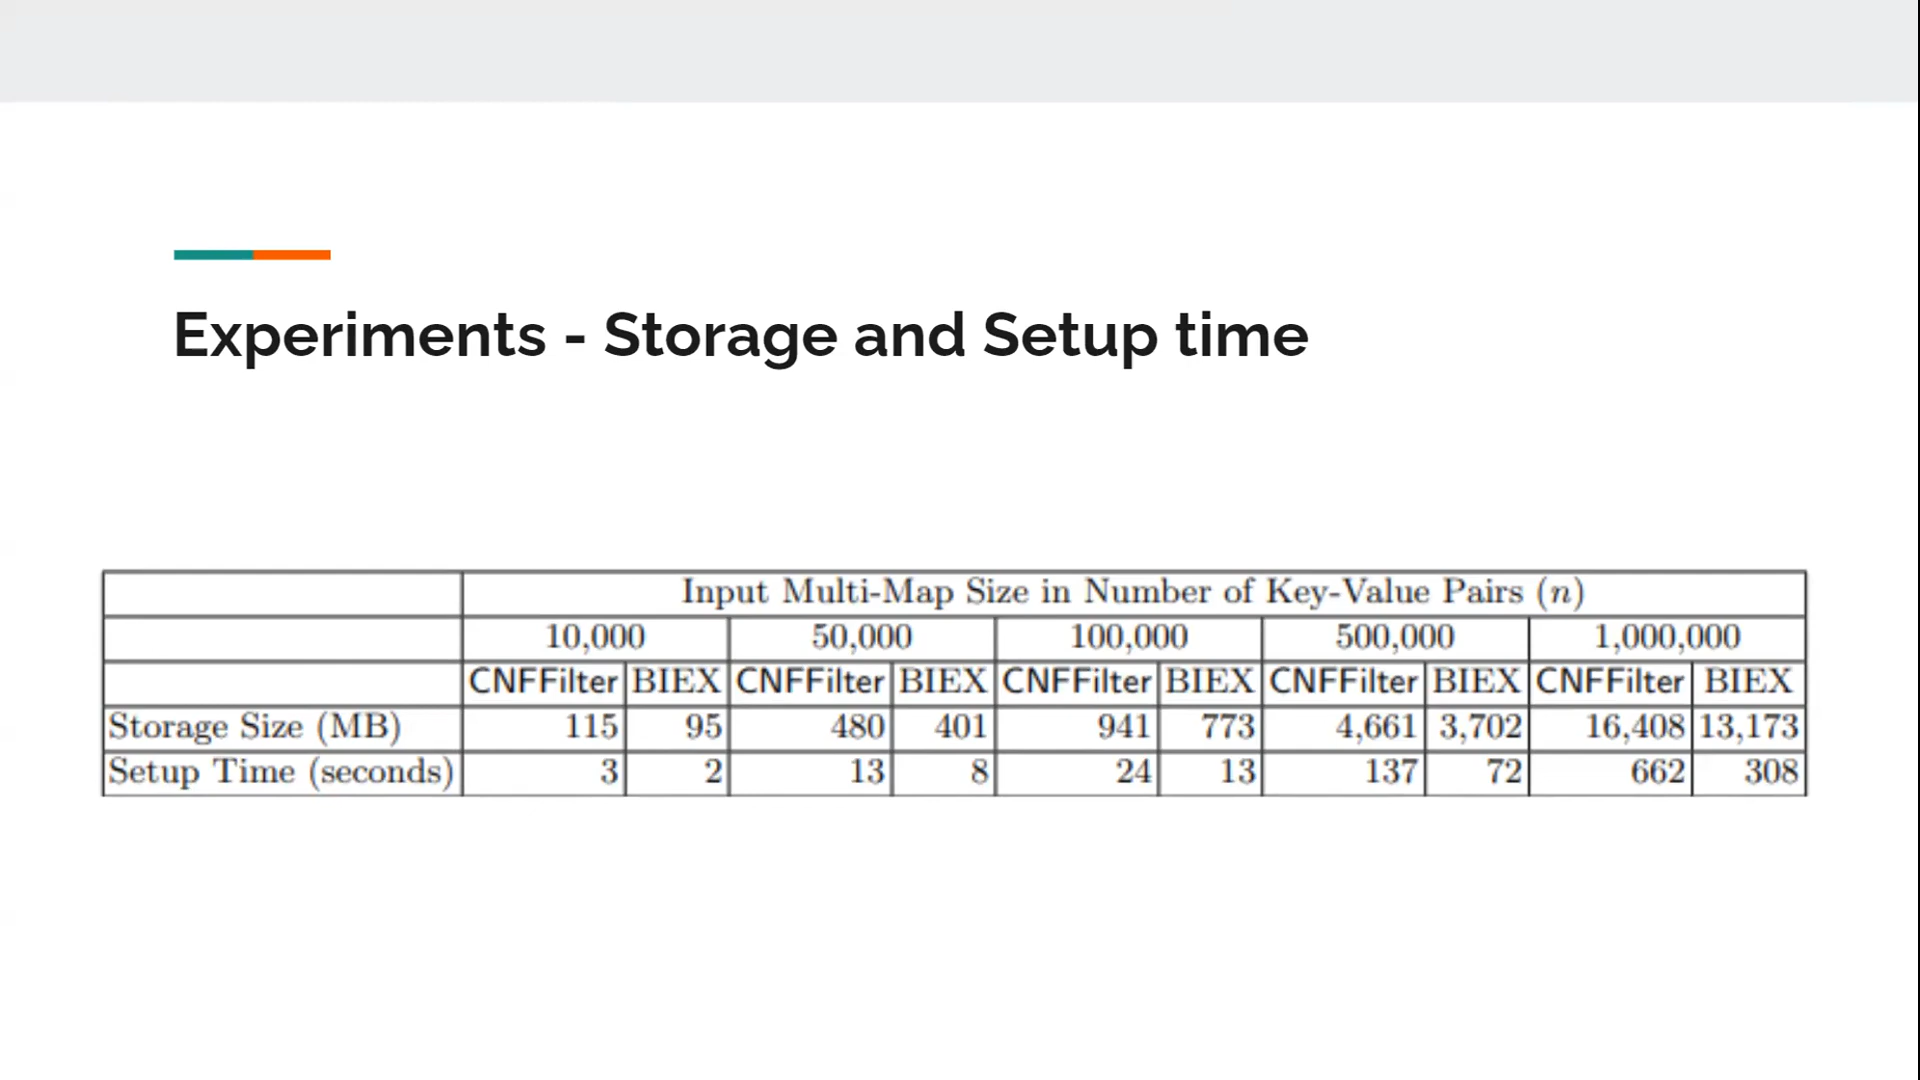 Experiments - Storage and Setup time
Input Multi-Map Size in Number of Key-Value Pairs (n)
10,000 50,000 100,000 500,000 1,000,000
CNFFilter BIEX CNFFilter BIEX CNFFilter BIEX CNFFilter BIEX CNFFilter BIEX
Storage Size (MB) 115 95 480 401 941 773 4,661 3,702 16,408 13,173
Setup Time (seconds) 3 2 13 8 24 13 137 72 662 308